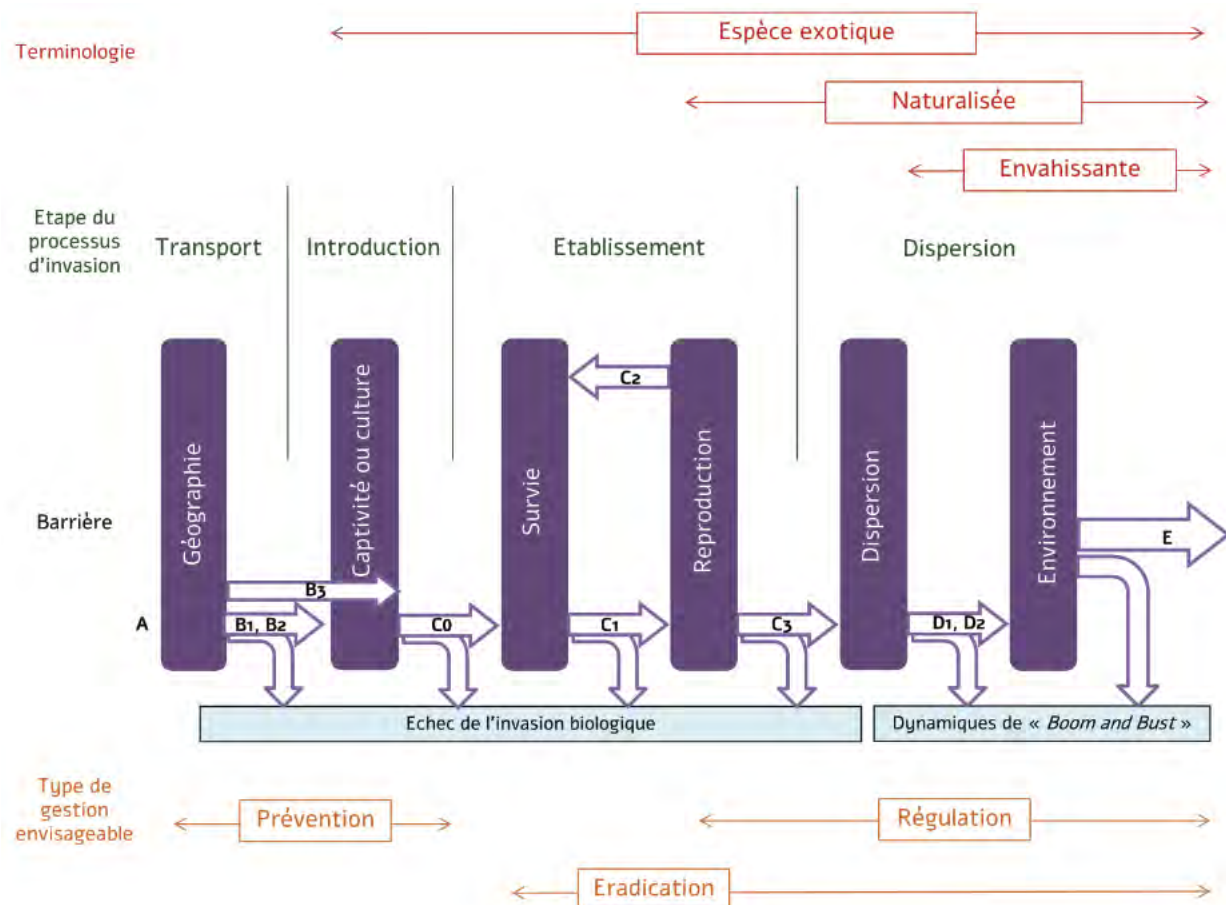 Terminologie
Espèce exotique
Naturalisée
Envahissante
Etape du
processus
d'invasion
Transport
Introduction
Etablissement
Dispersion
Barrière
Géographie
Captivité ou culture
Survie
Reproduction
Dispersion
Environnement
C2
E
B3
A
B1, B2
C0
C1
C3
D1, D2
Echec de l'invasion biologique
Dynamiques de « Boom and Bust »
Type de
gestion
envisageable
Prévention
Régulation
Eradication